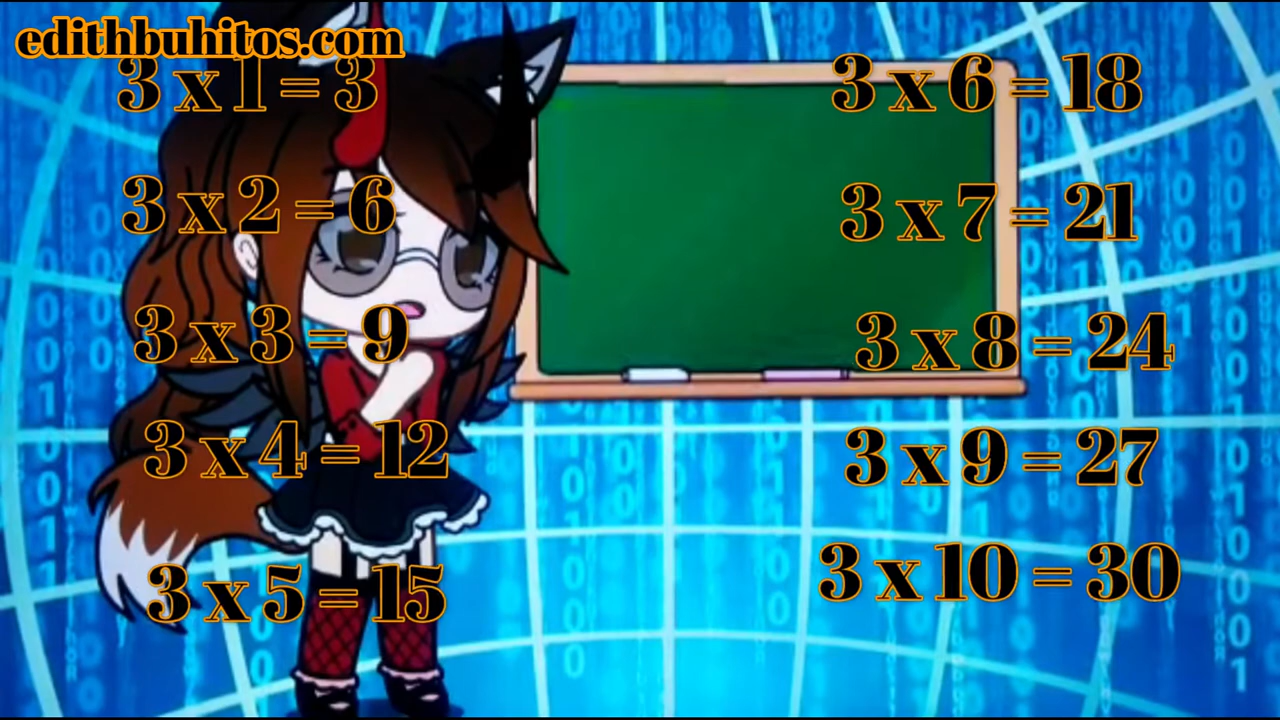 edithbuhitos.com
3 x 1 = 3
3 x 2 = 6
3 x 3 = 9
3 x 4 = 12
3 x 5 = 15
3 x 6 = 18
3 x 7 = 21
3 x 8 = 24
3 x 9 = 27
3 x 10 = 30